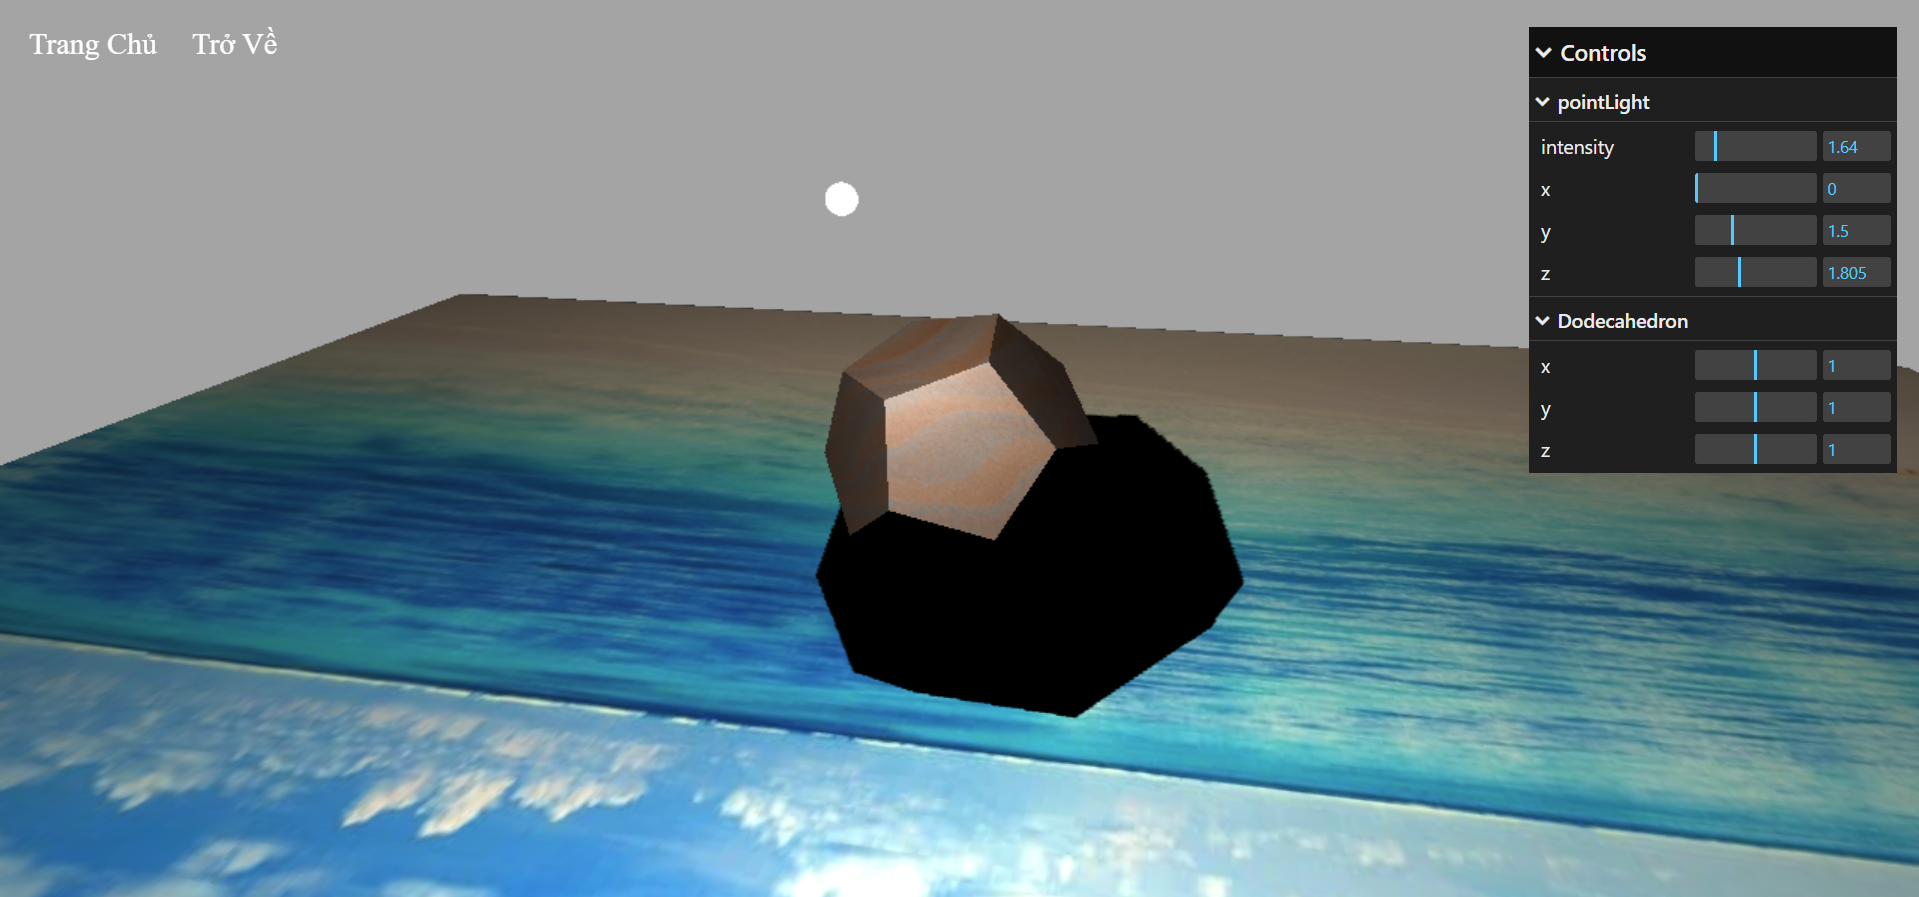 Trang Chủ Trở Về
Controls
pointLight
intensity 1.64
x 0
y 1.5
z 1.805
Dodecahedron
x 1
y 1
z 1